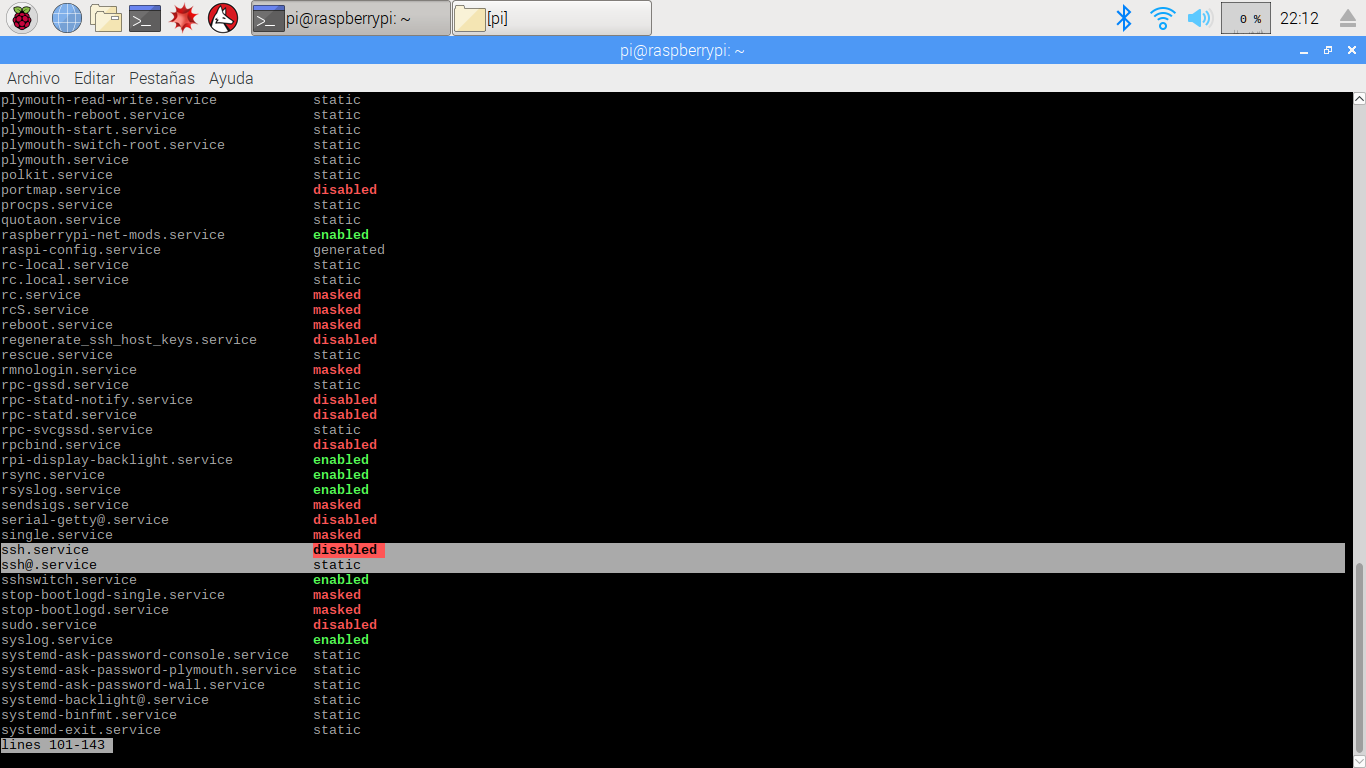 pi@raspberrypi: ~
[pi]
0 %
22:12
pi@raspberrypi: ~
Archivo Editar Pestañas Ayuda
plymouth-read-write.service static
plymouth-reboot.service static
plymouth-start.service static
plymouth-switch-root.service static
plymouth.service static
polkit.service static
portmap.service disabled
procps.service static
quotaon.service static
raspberrypi-net-mods.service enabled
raspi-config.service generated
rc-local.service static
rc.local.service static
rc.service masked
rcS.service masked
reboot.service masked
regenerate_ssh_host_keys.service disabled
rescue.service static
rmnologin.service masked
rpc-gssd.service static
rpc-statd-notify.service disabled
rpc-statd.service disabled
rpc-svcgssd.service static
rpcbind.service disabled
rpi-display-backlight.service enabled
rsync.service enabled
rsyslog.service enabled
sendsigs.service masked
serial-getty@.service disabled
single.service masked
ssh.service disabled
ssh@.service static
sshswitch.service enabled
stop-bootlogd-single.service masked
stop-bootlogd.service masked
sudo.service disabled
syslog.service enabled
systemd-ask-password-console.service static
systemd-ask-password-plymouth.service static
systemd-ask-password-wall.service static
systemd-backlight@.service static
systemd-binfmt.service static
systemd-exit.service static
lines 101-143